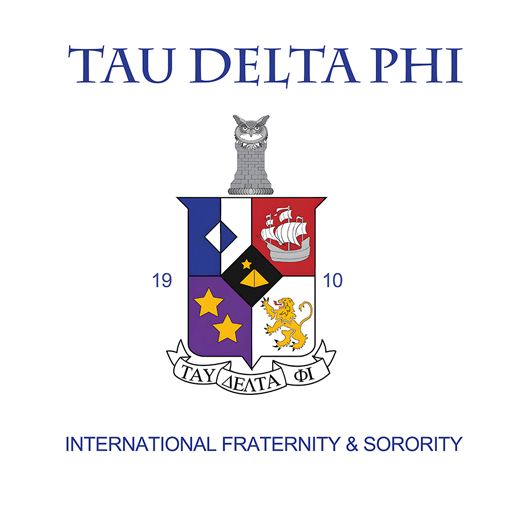 TAU DELTA PHI
19 10
ΤΑΥ ΔΕΛΤΑ ΦΙ
INTERNATIONAL FRATERNITY & SORORITY